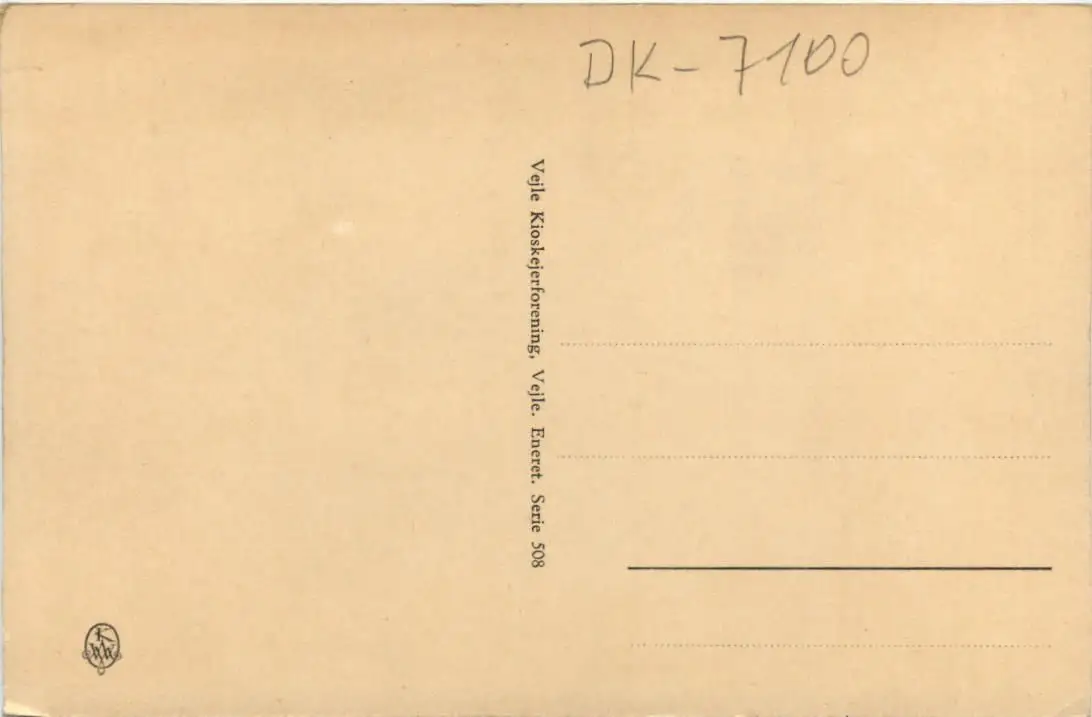 DK-7100
Vejle Kioskejerforening, Vejle. Eneret. Serie 508